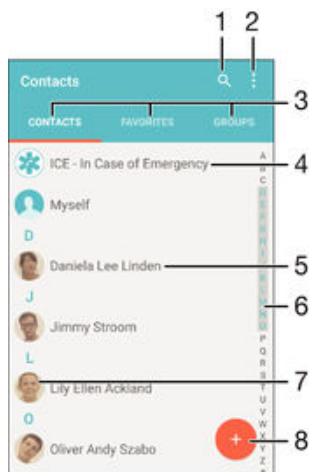 1 2
Contacts
3
CONTACTS FAVORITES GROUPS
ICE - In Case of Emergency 4
Myself
D
Daniela Lee Linden 5
J
6
Jimmy Stroom
L
7
Lily Ellen Ackland
O
Oliver Andy Szabo
+ 8
A
B
C
P
Q
R
S
T
U
V
W
X
Y
Z